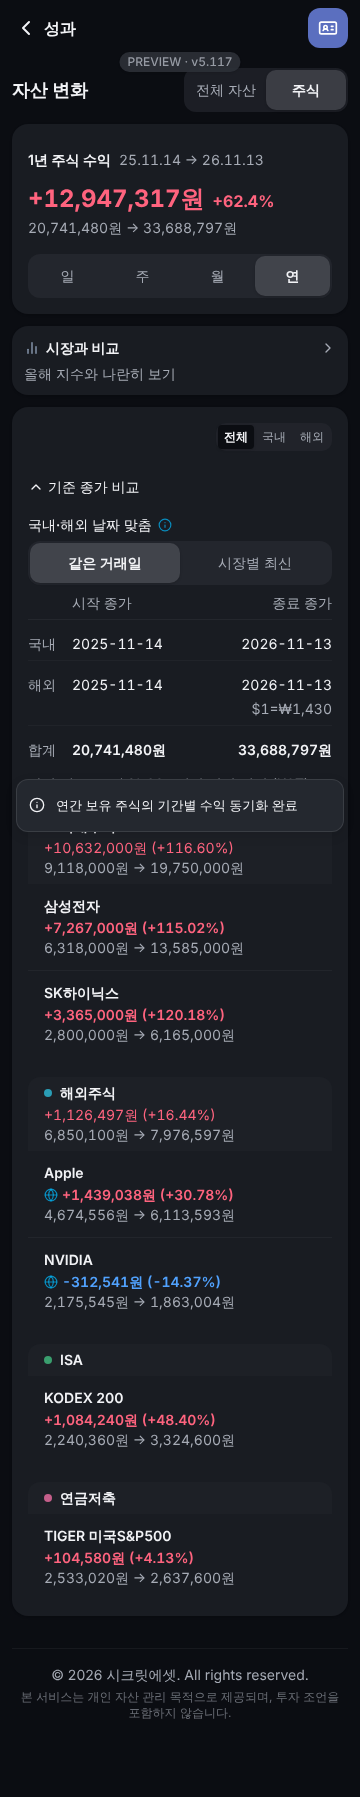 성과
PREVIEW · v5.117
자산 변화
전체 자산 주식
1년 주식 수익 25.11.14 → 26.11.13
+12,947,317원 +62.4%
20,741,480원 → 33,688,797원
일 주 월 연
시장과 비교
올해 지수와 나란히 보기
전체 국내 해외
기준 종가 비교
국내·해외 날짜 맞춤
같은 거래일 시장별 최신
시작 종가 종료 종가
국내 2025-11-14 2026-11-13
해외 2025-11-14 2026-11-13
$1=₩1,430
합계 20,741,480원 33,688,797원
연간 보유 주식의 기간별 수익 동기화 완료
+10,632,000원 (+116.60%)
9,118,000원 → 19,750,000원
삼성전자
+7,267,000원 (+115.02%)
6,318,000원 → 13,585,000원
SK하이닉스
+3,365,000원 (+120.18%)
2,800,000원 → 6,165,000원
해외주식
+1,126,497원 (+16.44%)
6,850,100원 → 7,976,597원
Apple
+1,439,038원 (+30.78%)
4,674,556원 → 6,113,593원
NVIDIA
-312,541원 (-14.37%)
2,175,545원 → 1,863,004원
ISA
KODEX 200
+1,084,240원 (+48.40%)
2,240,360원 → 3,324,600원
연금저축
TIGER 미국S&P500
+104,580원 (+4.13%)
2,533,020원 → 2,637,600원
© 2026 시크릿에셋. All rights reserved.
본 서비스는 개인 자산 관리 목적으로 제공되며, 투자 조언을
포함하지 않습니다.